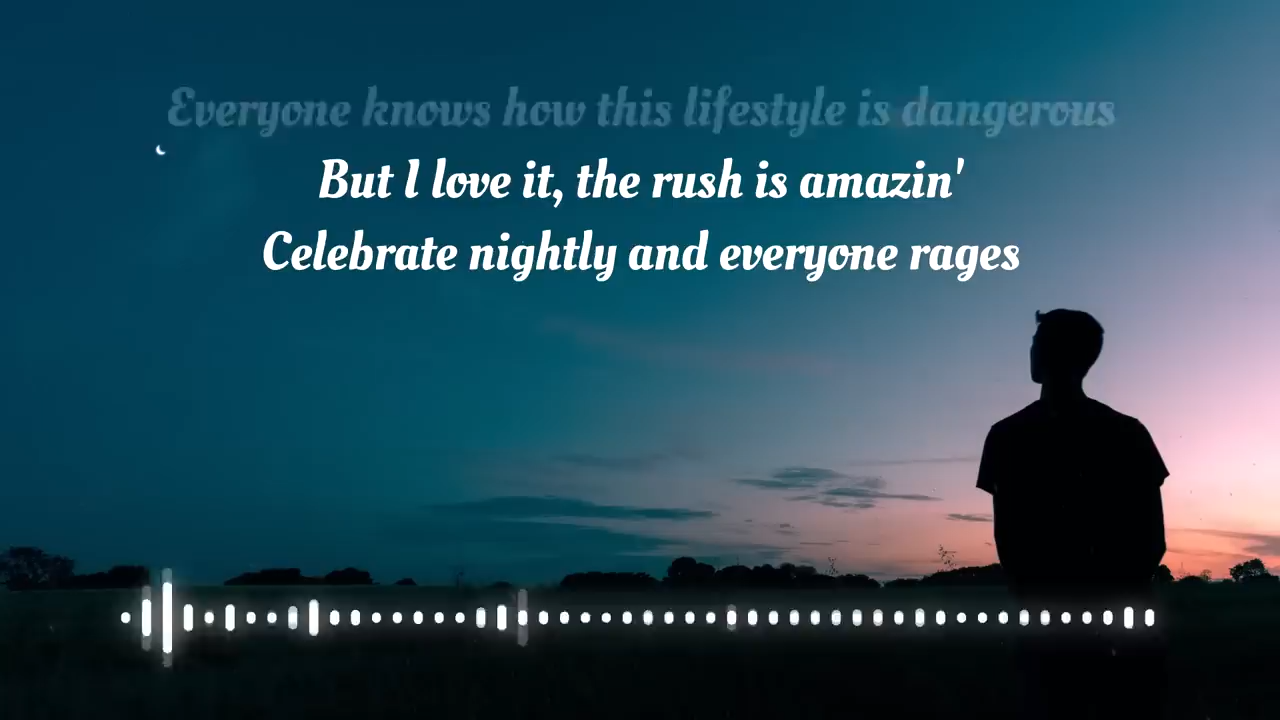 Everyone knows how this lifestyle is dangerous
But I love it, the rush is amazin'
Celebrate nightly and everyone rages